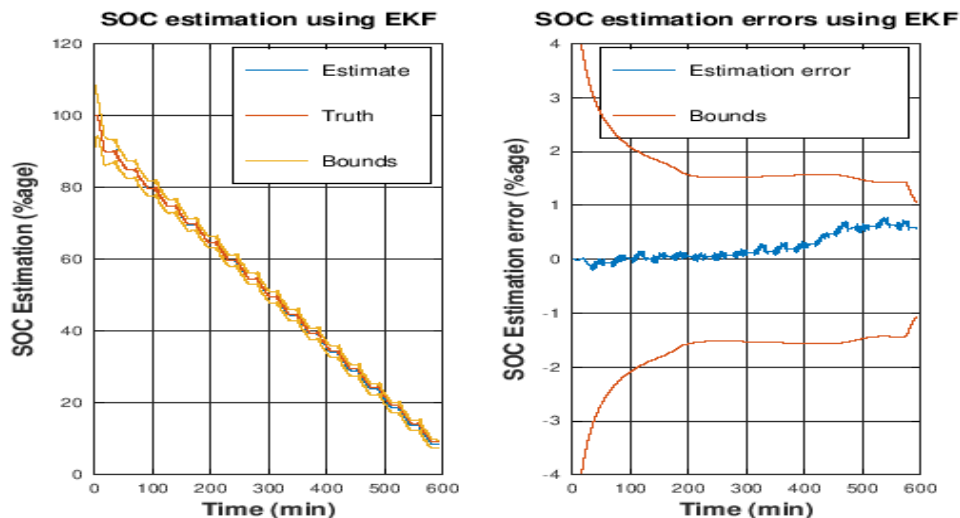 SOC estimation using EKF
120
100
80
60
40
20
0
SOC Estimation (%age)
Estimate
Truth
Bounds
0 100 200 300 400 500 600
Time (min)
SOC estimation errors using EKF
4
3
2
1
0
-1
-2
-3
-4
SOC Estimation error (%age)
Estimation error
Bounds
0 100 200 300 400 500 600
Time (min)